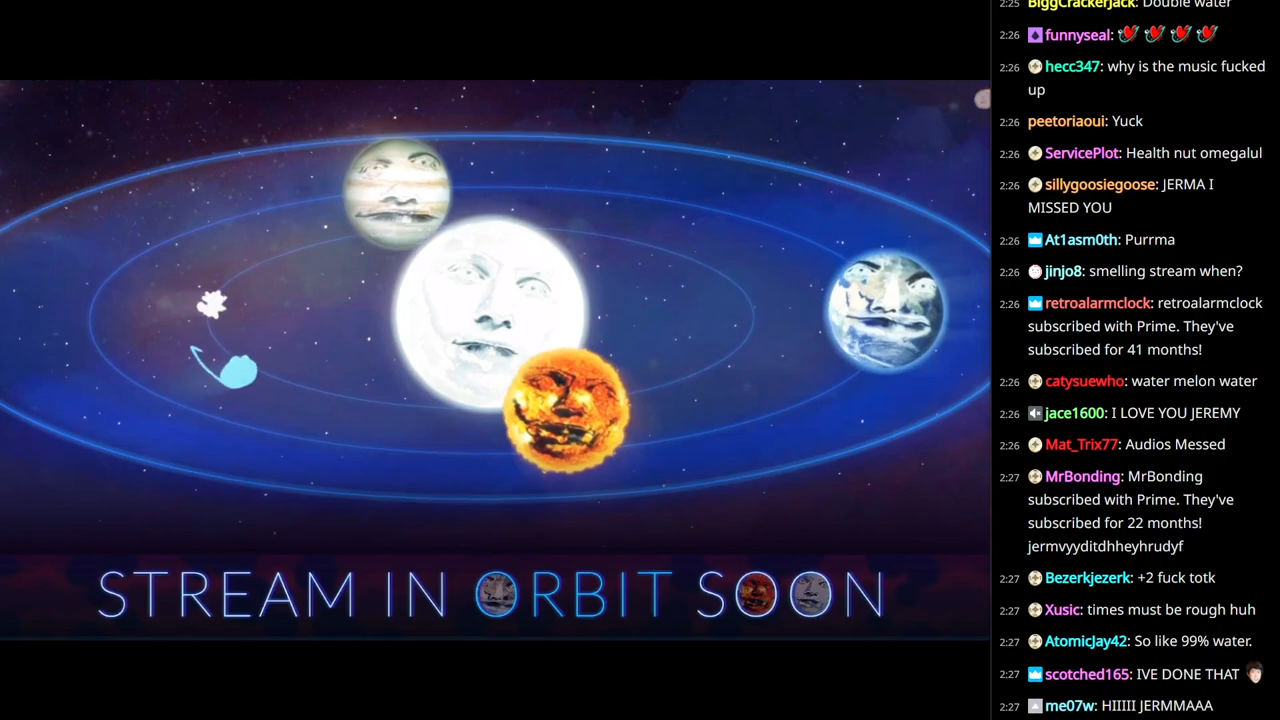 STREAM IN ORBIT SOON
2:25 BiggCrackerJack: Double water
2:26 funnyseal:
2:26 hecc347: why is the music fucked
up
2:26 peetoriaoui: Yuck
2:26 ServicePlot: Health nut omegalul
2:26 sillygoosiegoose: JERMA I
MISSED YOU
2:26 At1asm0th: Purrma
2:26 jinjo8: smelling stream when?
2:26 retroalarmclock: retroalarmclock
subscribed with Prime. They've
subscribed for 41 months!
2:26 catysuewho: water melon water
2:26 jace1600: I LOVE YOU JEREMY
2:26 Mat_Trix77: Audios Messed
2:27 MrBonding: MrBonding
subscribed with Prime. They've
subscribed for 22 months!
jermvyyditdhheyhrudyf
2:27 Bezerkjezerk: +2 fuck totk
2:27 Xusic: times must be rough huh
2:27 AtomicJay42: So like 99% water.
2:27 scotched165: IVE DONE THAT
2:27 me07w: HIIIII JERMMAAA